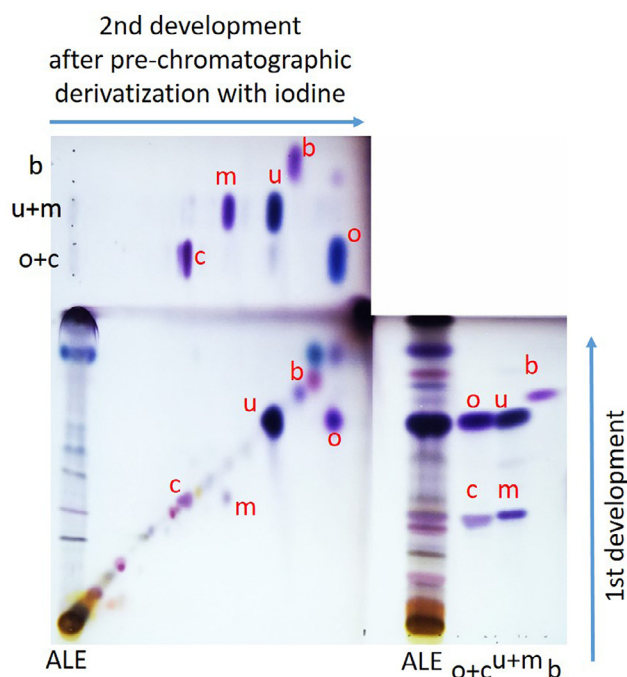 2nd development
after pre-chromatographic
derivatization with iodine
b
b
m
u
u+m
o
o+c
c
b
b
u
o
u
o
c
c
m
m
1st development
ALE
ALE
o+c
u+m
b